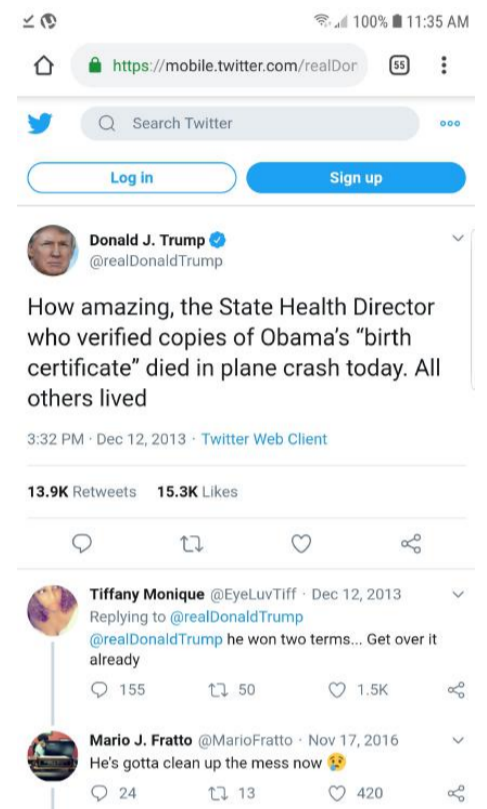 100% 11:35 AM
https://mobile.twitter.com/realDor
55
Search Twitter
Log in
Sign up
Donald J. Trump
@realDonaldTrump
How amazing, the State Health Director
who verified copies of Obama's “birth
certificate” died in plane crash today. All
others lived
3:32 PM · Dec 12, 2013 · Twitter Web Client
13.9K Retweets 15.3K Likes
Tiffany Monique @EyeLuvTiff · Dec 12, 2013
Replying to @realDonaldTrump
@realDonaldTrump he won two terms... Get over it
already
155 50 1.5K
Mario J. Fratto @MarioFratto · Nov 17, 2016
He's gotta clean up the mess now 😢
24 13 420